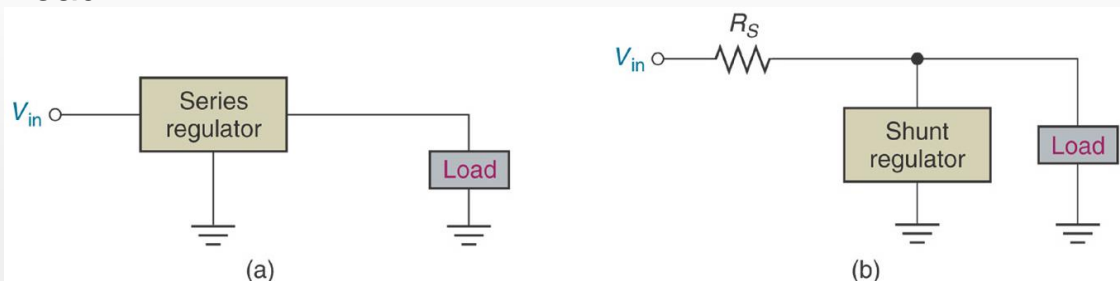 V_in
Series
regulator
Load
(a)
R_S
V_in
Shunt
regulator
Load
(b)